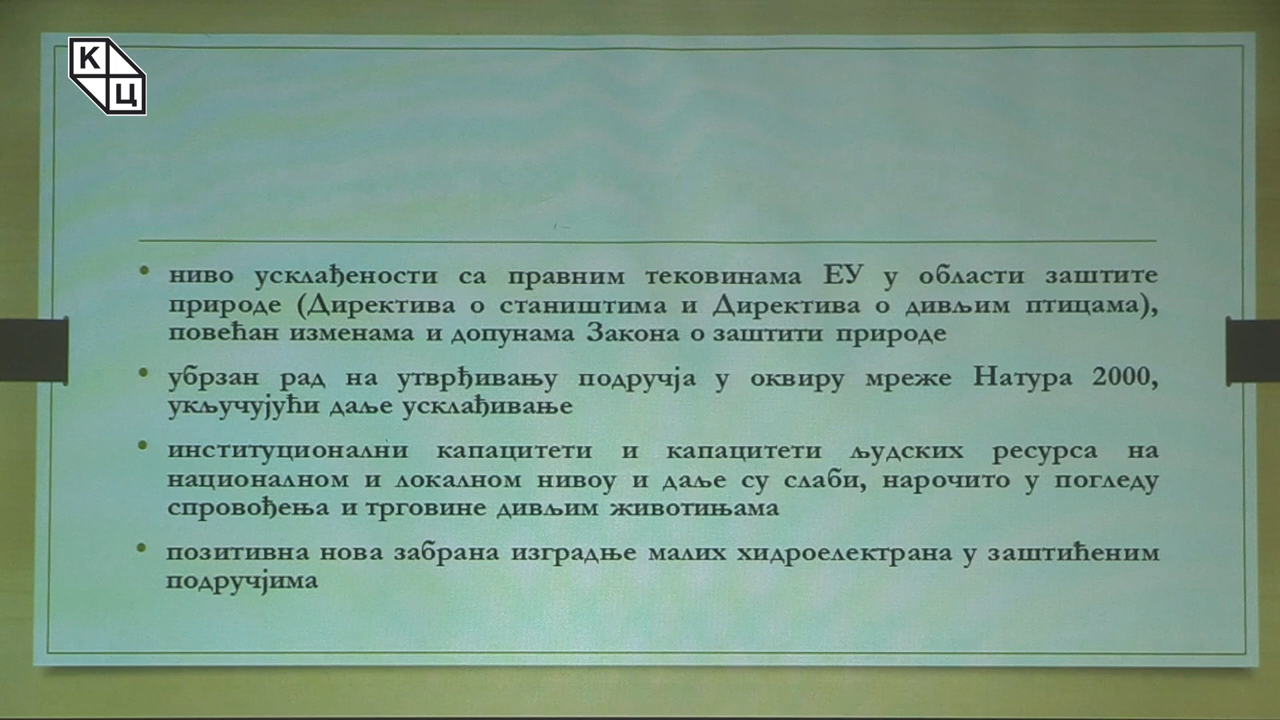 К
Ц
• ниво усклађености са правним тековинама ЕУ у области заштите
природе (Директива о стаништима и Директива о дивљим птицама),
повећан изменама и допунама Закона о заштити природе
• убрзан рад на утврђивању подручја у оквиру мреже Натура 2000,
укључујући даље усклађивање
• институционални капацитети и капацитети људских ресурса на
националном и локалном нивоу и даље су слаби, нарочито у погледу
спровођења и трговине дивљим животињама
• позитивна нова забрана изградње малих хидроелектрана у заштићеним
подручјима